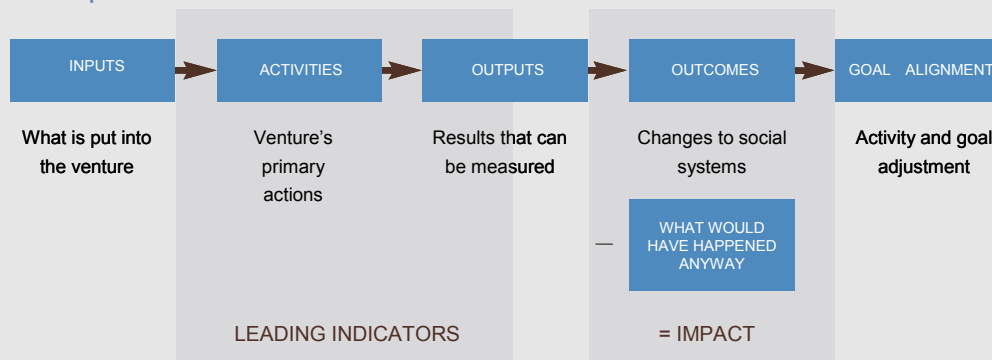 INPUTS
ACTIVITIES
OUTPUTS
OUTCOMES
GOAL ALIGNMENT
What is put into
the venture
Venture's
primary
actions
Results that can
be measured
Changes to social
systems
Activity and goal
adjustment
—
WHAT WOULD
HAVE HAPPENED
ANYWAY
LEADING INDICATORS
= IMPACT